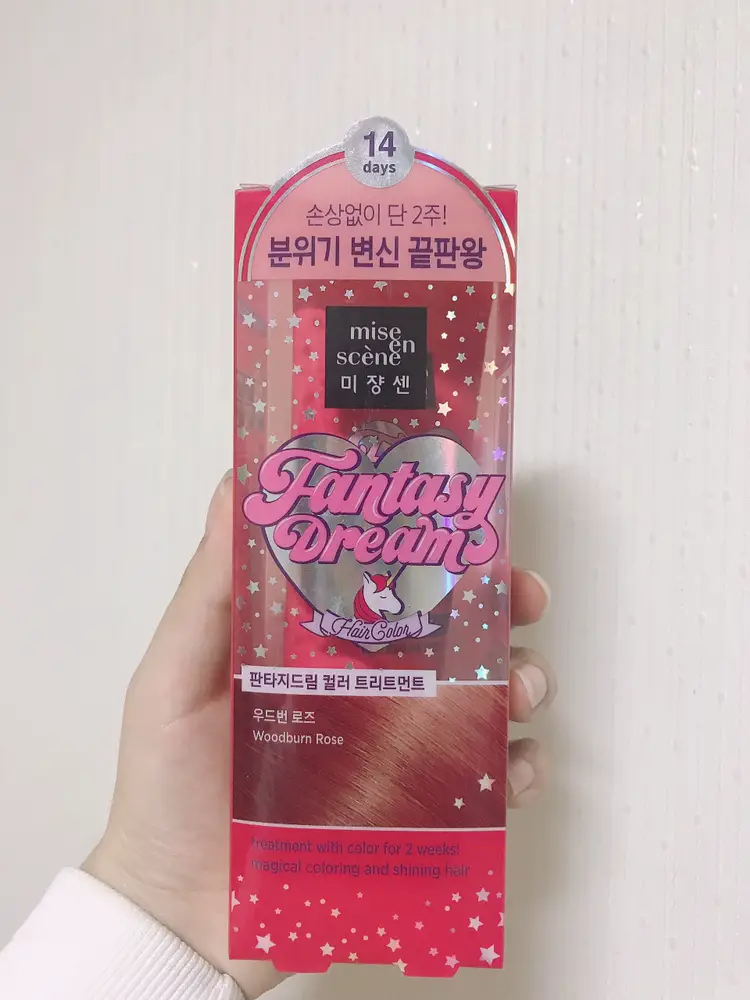 14
days
손상없이 단 2주!
분위기 변신 끝판왕
mise
en
scène
미쟝센
Fantasy
Dream
Hair Color
판타지드림 컬러 트리트먼트
우드번 로즈
Woodburn Rose
treatment with color for 2 weeks!
magical coloring and shining hair